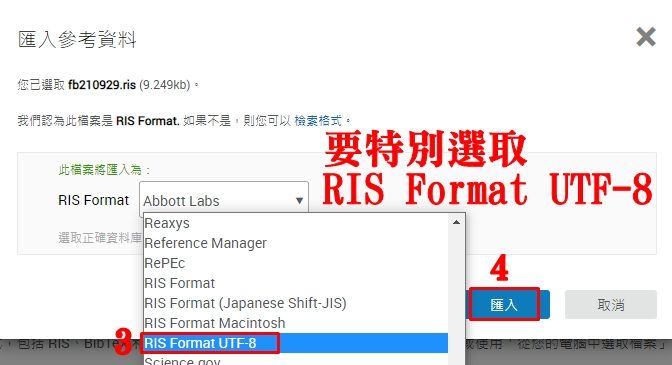 匯入參考資料
您已選取 fb210929.ris (9.249kb)。
我們認為此檔案是 RIS Format. 如果不是，則您可以 檢案格式。
要特別選取
RIS Format UTF-8
此檔案將匯入為：
RIS Format
Abbott Labs
選取正確資料庫
Reaxys
Reference Manager
RePEc
RIS Format
RIS Format (Japanese Shift-JIS)
RIS Format Macintosh
3
RIS Format UTF-8
Science.gov
4
匯入
取消
包括 RIS、BibTe
使用「從您的電腦中選取檔案」